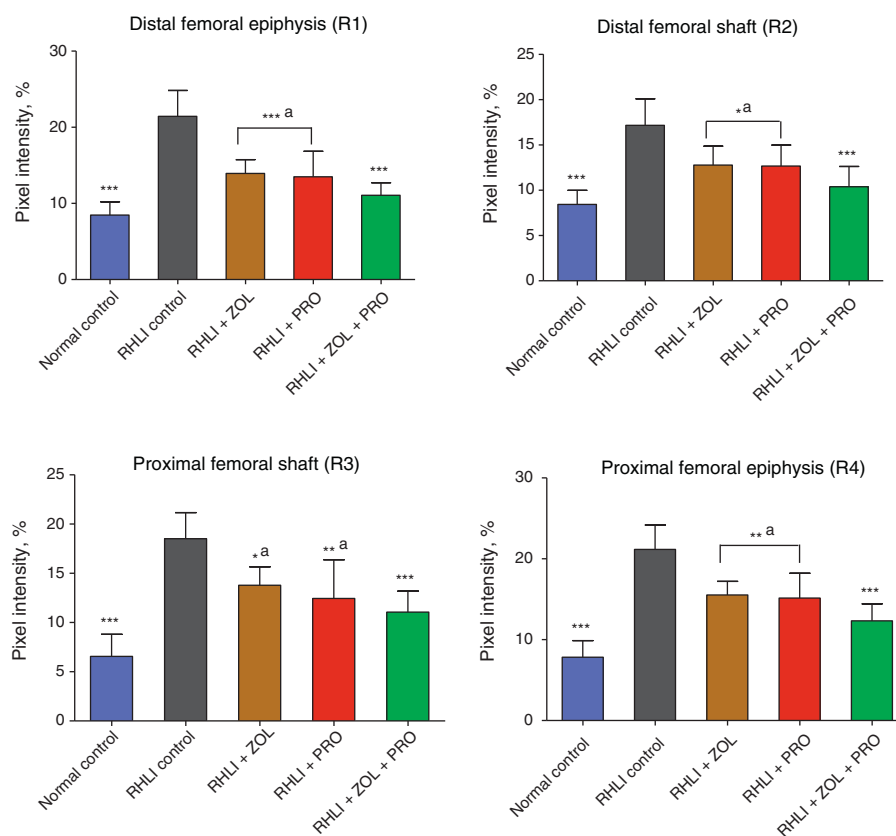 Distal femoral epiphysis (R1)
Pixel intensity, %
30
20
10
0
***
*** a
***
Normal control
RHLI control
RHLI + ZOL
RHLI + PRO
RHLI + ZOL + PRO
Distal femoral shaft (R2)
Pixel intensity, %
25
20
15
10
5
0
***
* a
***
Normal control
RHLI control
RHLI + ZOL
RHLI + PRO
RHLI + ZOL + PRO
Proximal femoral shaft (R3)
Pixel intensity, %
25
20
15
10
5
0
***
* a
** a
***
Normal control
RHLI control
RHLI + ZOL
RHLI + PRO
RHLI + ZOL + PRO
Proximal femoral epiphysis (R4)
Pixel intensity, %
30
20
10
0
***
** a
***
Normal control
RHLI control
RHLI + ZOL
RHLI + PRO
RHLI + ZOL + PRO